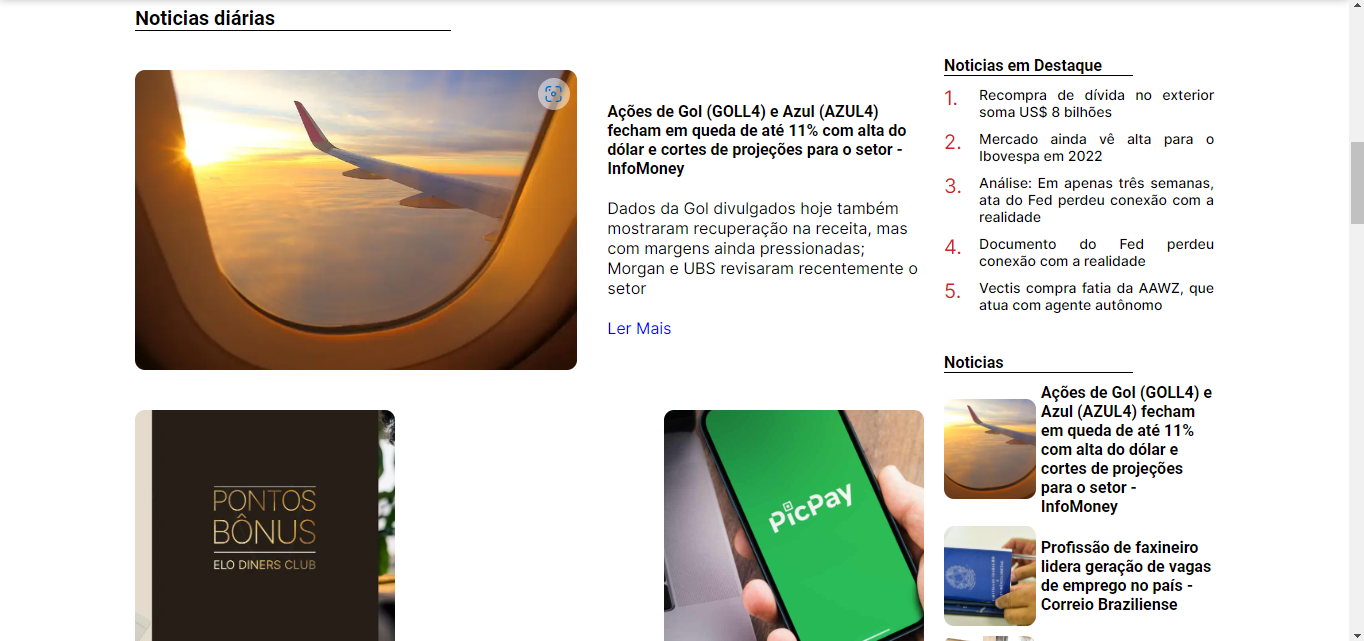 Noticias diárias
Ações de Gol (GOLL4) e Azul (AZUL4)
fecham em queda de até 11% com alta do
dólar e cortes de projeções para o setor -
InfoMoney
Dados da Gol divulgados hoje também
mostraram recuperação na receita, mas
com margens ainda pressionadas;
Morgan e UBS revisaram recentemente o
setor
Ler Mais
PONTOS
BÔNUS
ELO DINERS CLUB
PicPay
Noticias em Destaque
1. Recompra de dívida no exterior
soma US$ 8 bilhões
2. Mercado ainda vê alta para o
Ibovespa em 2022
3. Análise: Em apenas três semanas,
ata do Fed perdeu conexão com a
realidade
4. Documento do Fed perdeu
conexão com a realidade
5. Vectis compra fatia da AAWZ, que
atua com agente autônomo
Noticias
Ações de Gol (GOLL4) e
Azul (AZUL4) fecham
em queda de até 11%
com alta do dólar e
cortes de projeções
para o setor -
InfoMoney
Profissão de faxineiro
lidera geração de vagas
de emprego no país -
Correio Braziliense